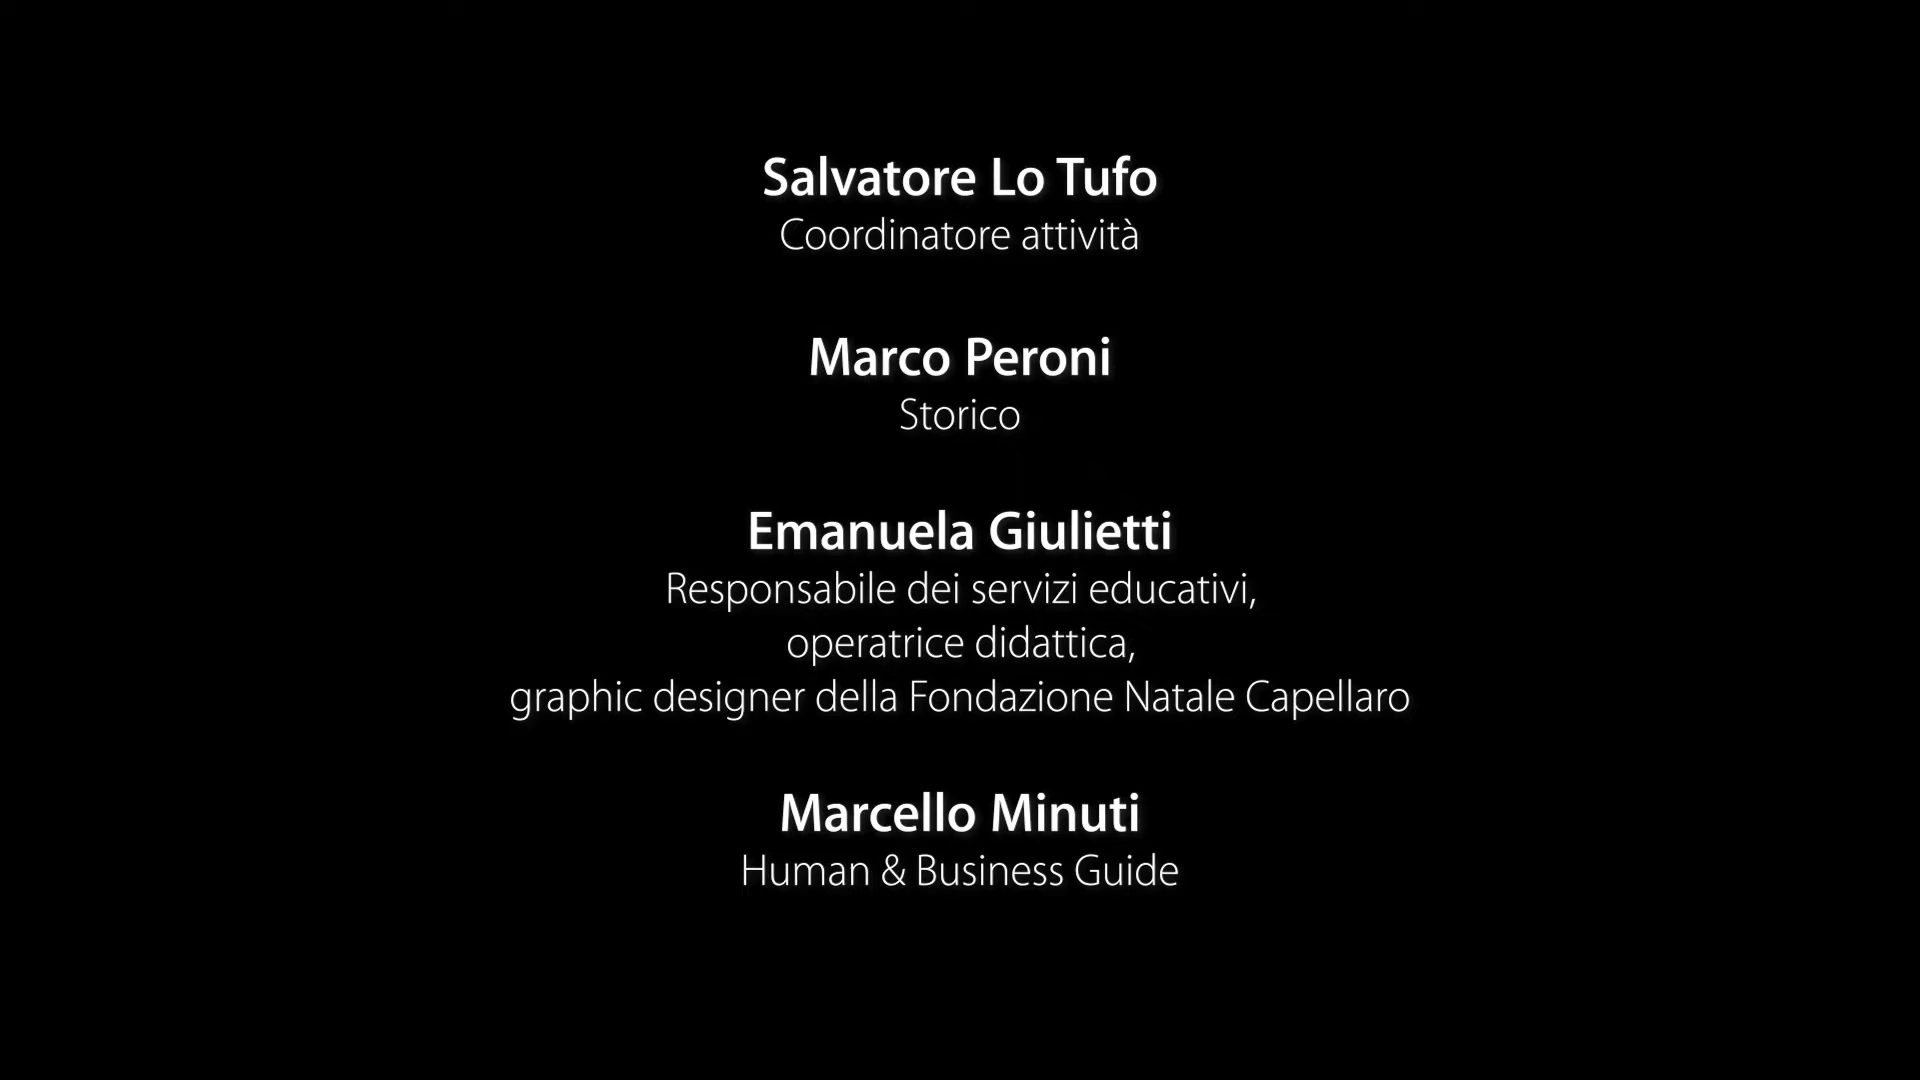 Salvatore Lo Tufo
Coordinatore attività
Marco Peroni
Storico
Emanuela Giulietti
Responsabile dei servizi educativi,
operatrice didattica,
graphic designer della Fondazione Natale Capellaro
Marcello Minuti
Human & Business Guide